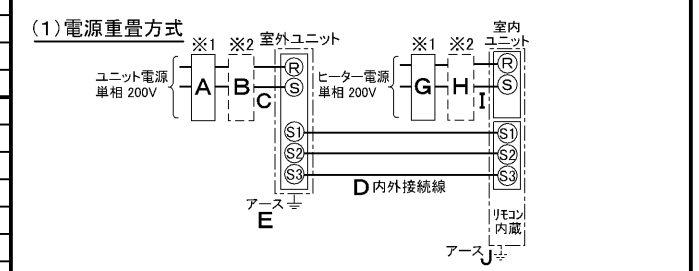 (1)電源重畳方式
※1 ※2 室外ユニット
ユニット電源
単相 200V
A B C
R
S
S1
S2
S3
アース
E
※1 ※2
ヒーター電源
単相 200V
G H I
室内
ユニット
R
S
S1
S2
S3
D 内外接続線
リモコン
内蔵
アース J